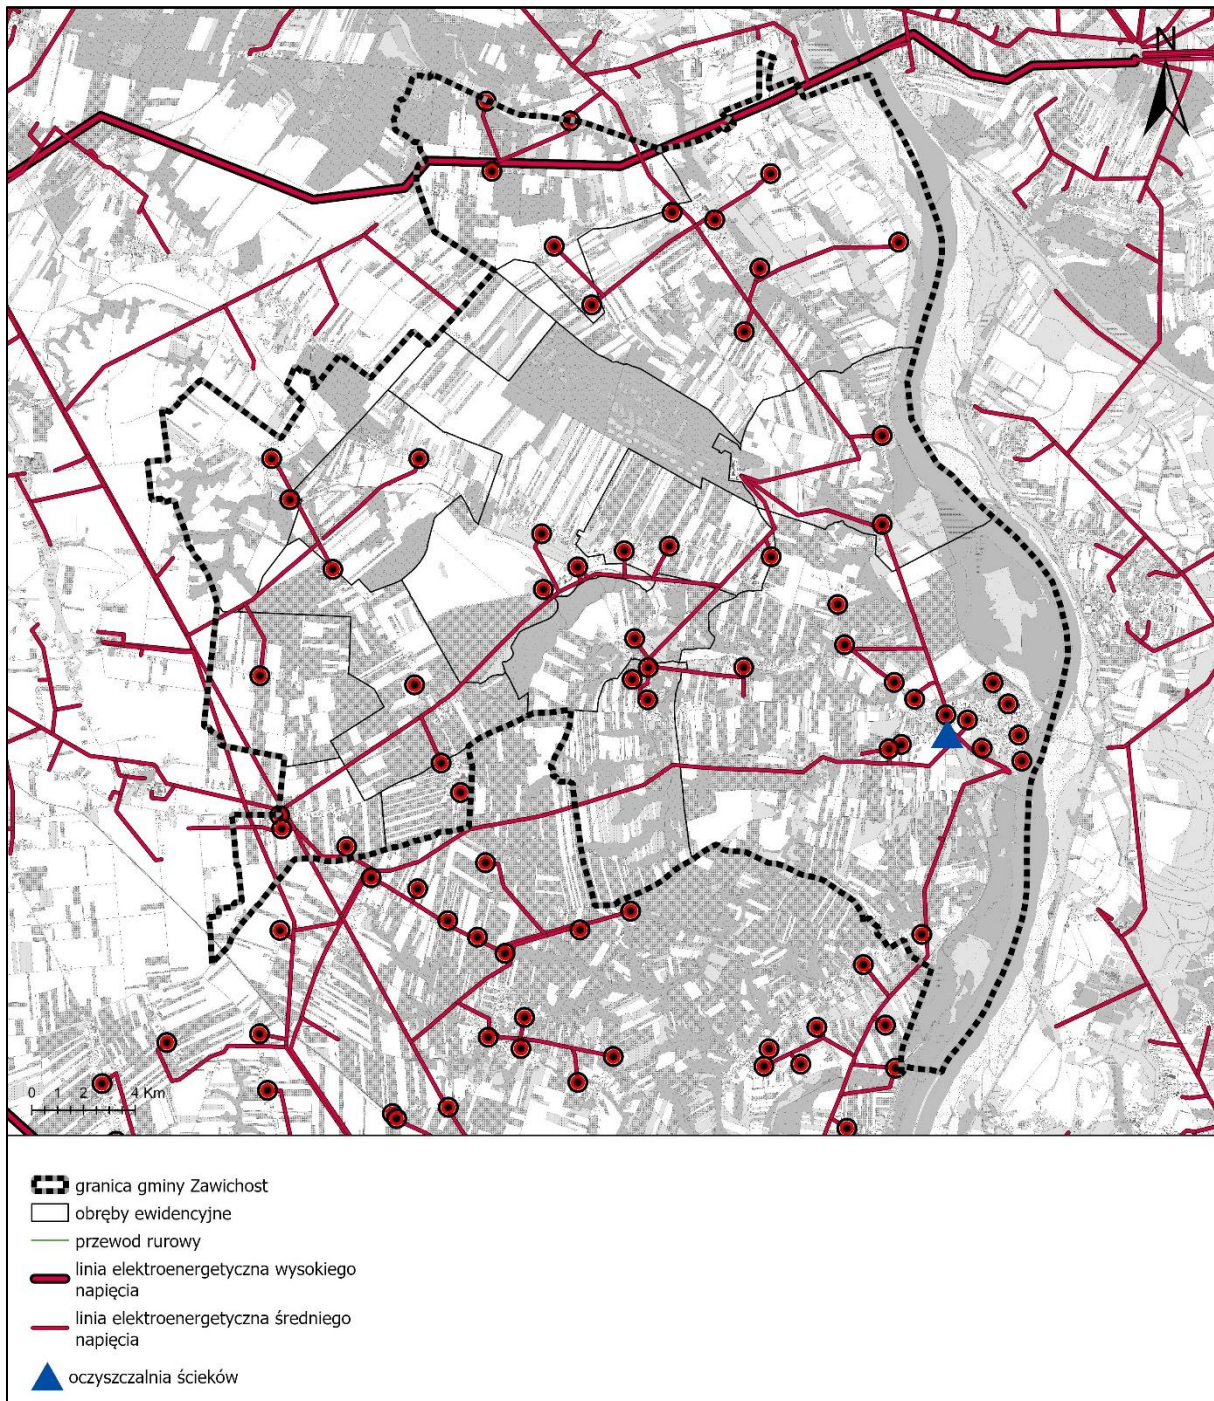 N
0 1 2 4 Km
granica gminy Zawichost
obręby ewidencyjne
przewod rurowy
linia elektroenergetyczna wysokiego
napięcia
linia elektroenergetyczna średniego
napięcia
oczyszczalnia ścieków